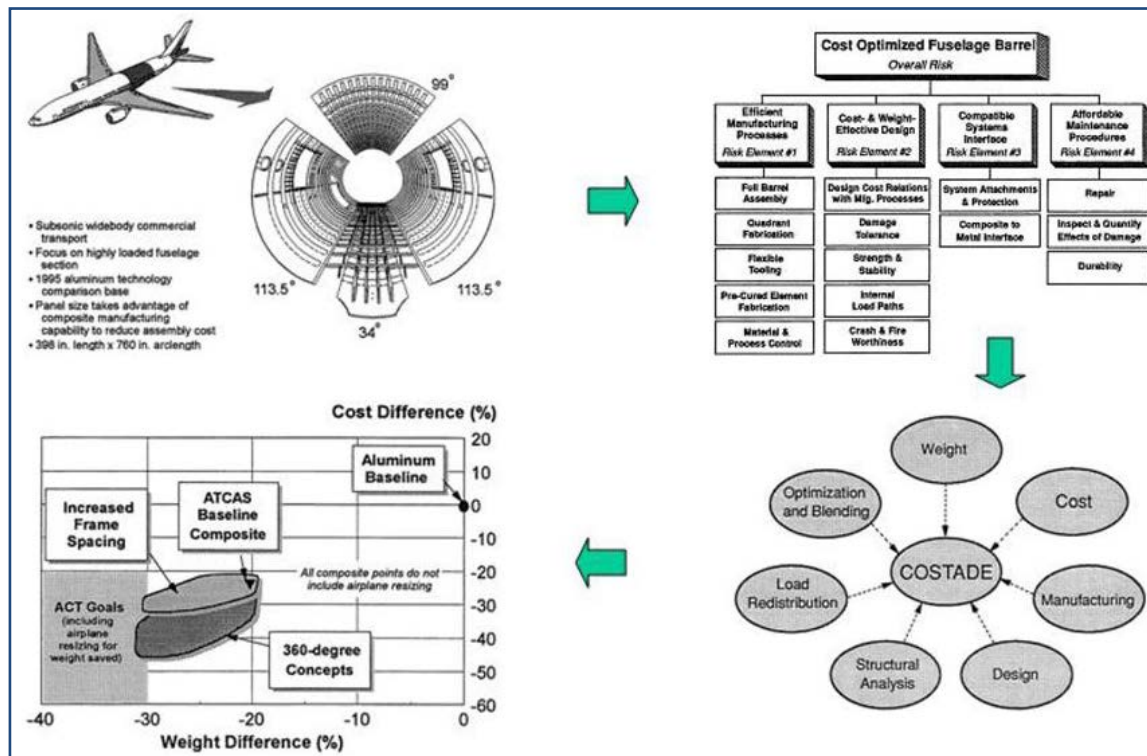 99°
113.5°
113.5°
34°
• Subsonic widebody commercial
transport
• Focus on highly loaded fuselage
section
• 1995 aluminum technology
comparison base
• Panel size takes advantage of
composite manufacturing
capability to reduce assembly cost
• 398 in. length x 760 in. arclength
Cost Optimized Fuselage Barrel
Overall Risk
Efficient
Manufacturing
Processes
Risk Element #1
Full Barrel
Assembly
Quadrant
Fabrication
Flexible
Tooling
Pre-Cured Element
Fabrication
Material &
Process Control
Cost- & Weight-
Effective Design
Risk Element #2
Design Cost Relations
with Mfg. Processes
Damage
Tolerance
Strength &
Stability
Internal
Load Paths
Crash & Fire
Worthiness
Compatible
Systems
Interface
Risk Element #3
System Attachments
& Protection
Composite to
Metal Interface
Affordable
Maintenance
Procedures
Risk Element #4
Repair
Inspect & Quantify
Effects of Damage
Durability
Cost Difference (%)
20
10
0
-10
-20
-30
-40
-50
-60
Aluminum
Baseline
ATCAS
Baseline
Composite
Increased
Frame
Spacing
All composite points do not
include airplane resizing
ACT Goals
(including
airplane
resizing for
weight saved)
360-degree
Concepts
-40
-30
-20
-10
0
Weight Difference (%)
Weight
Optimization
and Blending
Cost
COSTADE
Load
Redistribution
Manufacturing
Structural
Analysis
Design